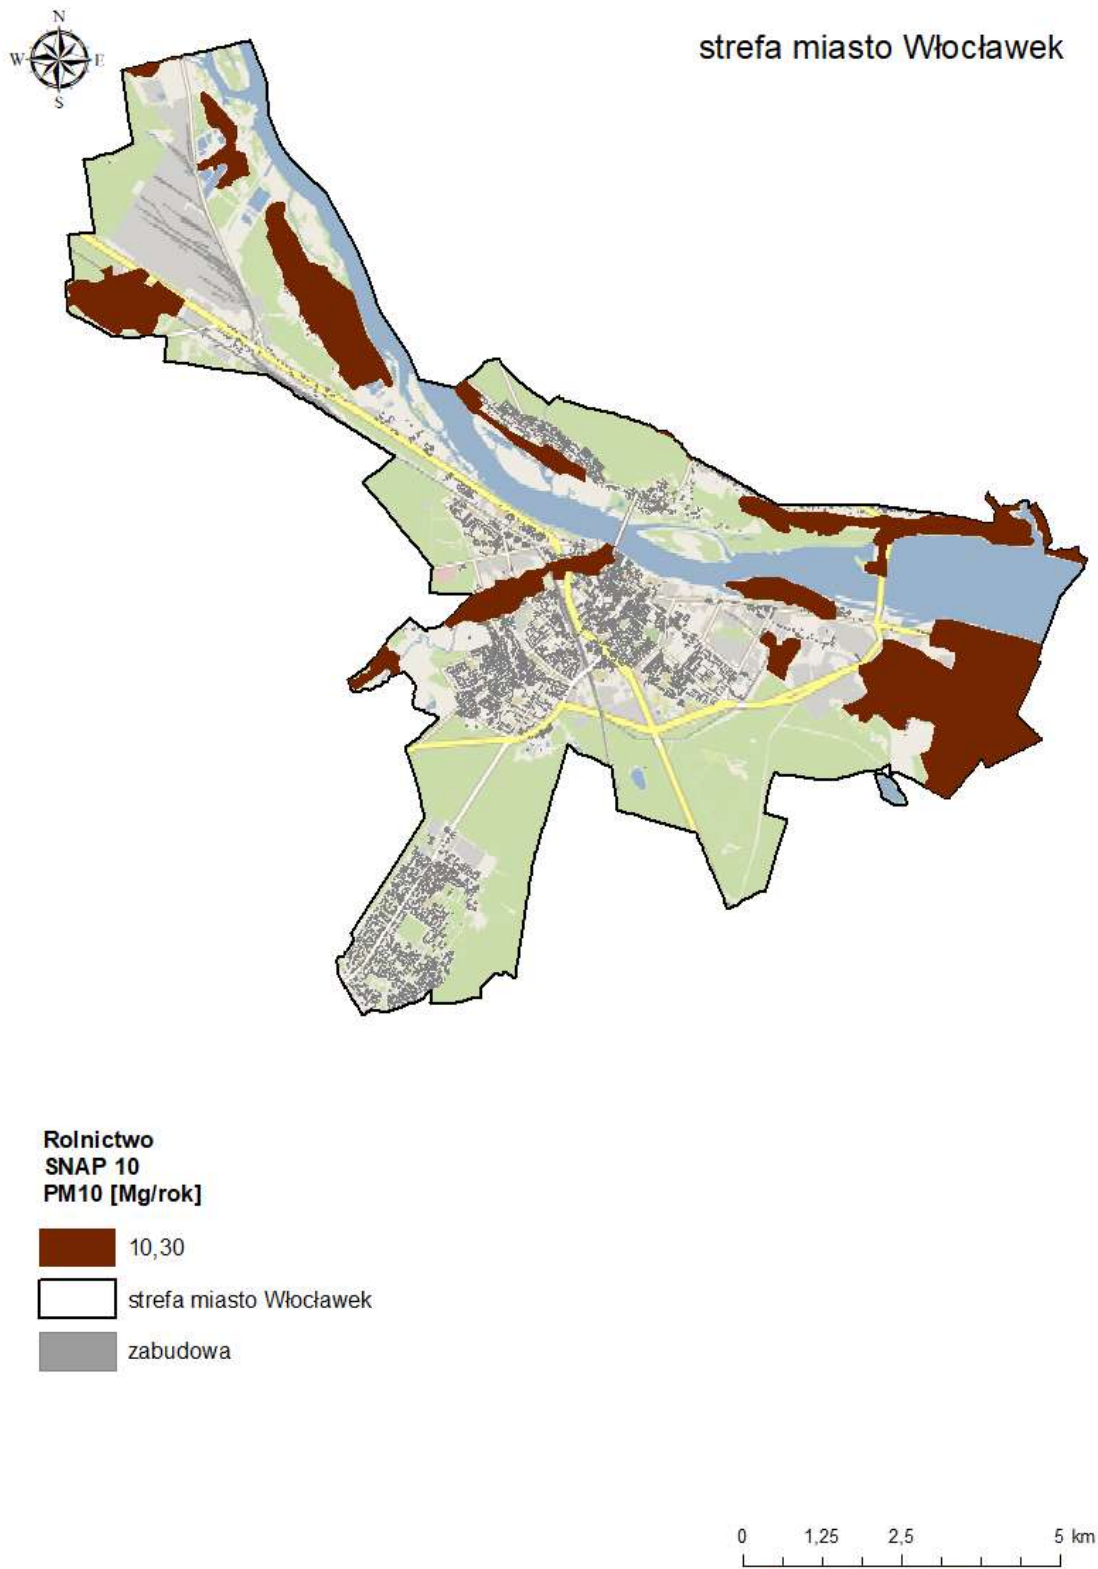 N
strefa miasto Włocławek
W E
S
Rolnictwo
SNAP 10
PM10 [Mg/rok]
10,30
strefa miasto Włocławek
zabudowa
0 1,25 2,5 5 km